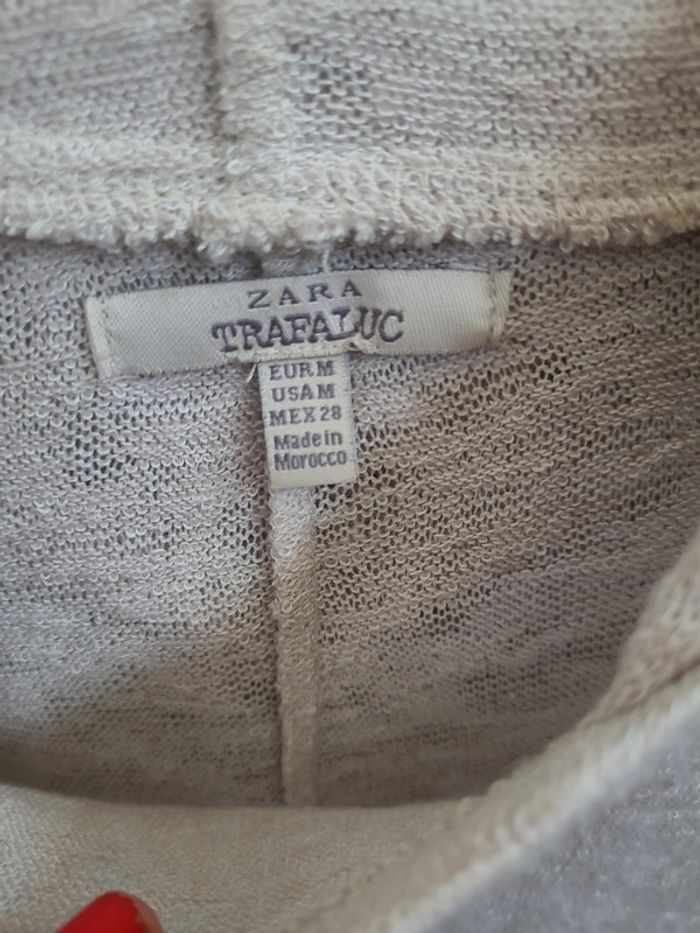 ZARA
TRAFALUC
EUR M
USA M
MEX 28
Made in
Morocco